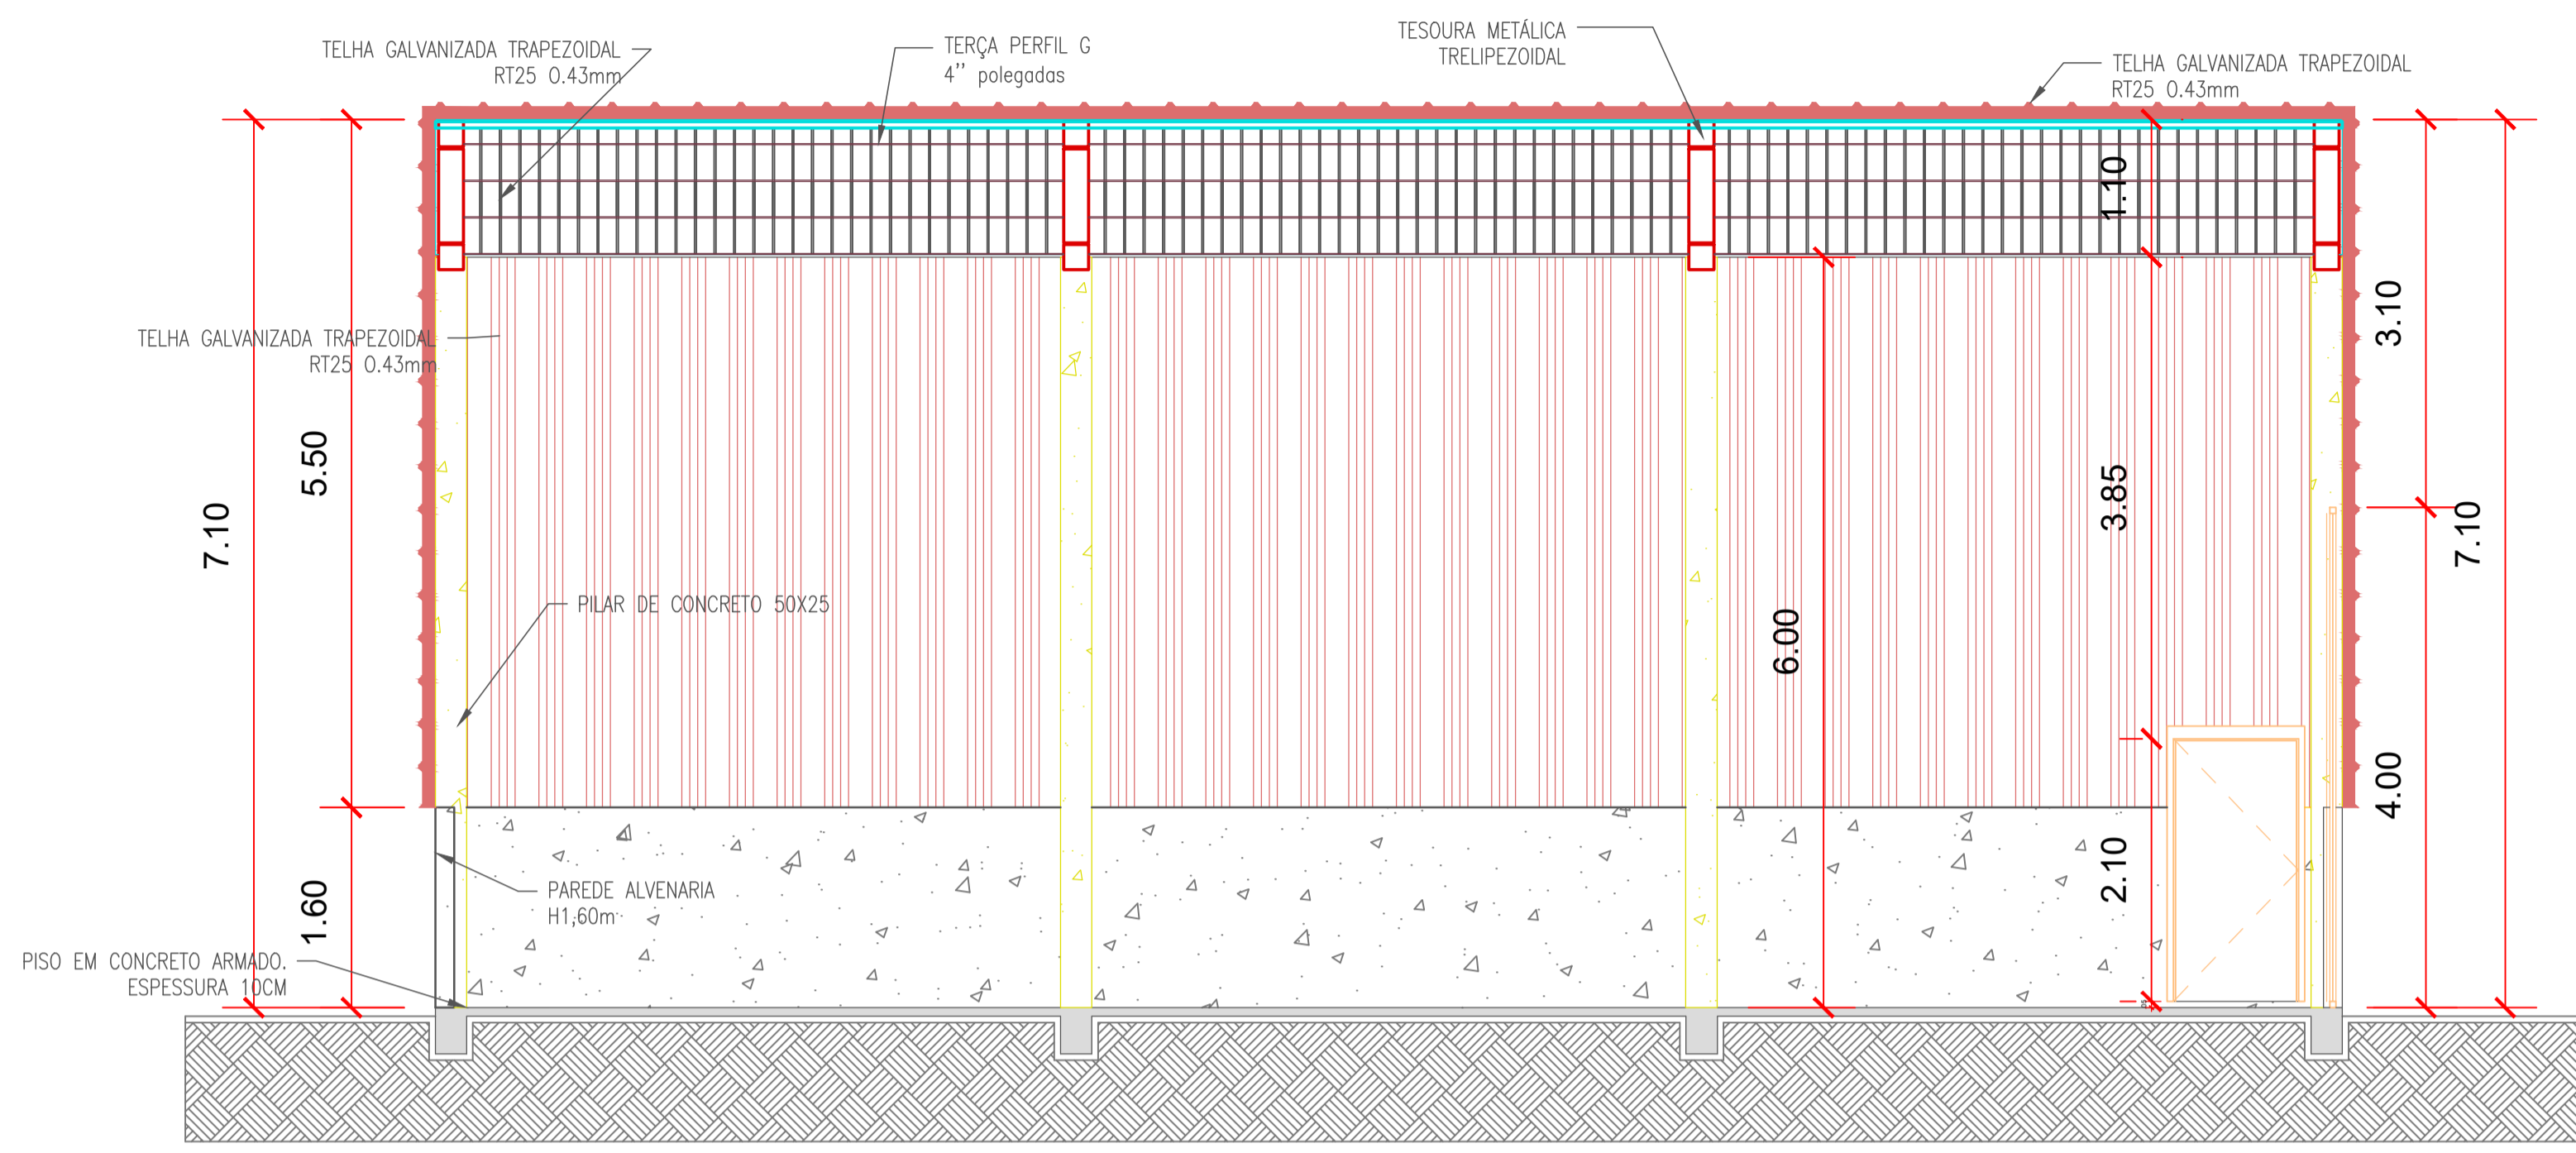 TELHA GALVANIZADA TRAPEZOIDAL
RT25 0.43mm
TERÇA PERFIL G
4'' polegadas
TESOURA METÁLICA
TRELIPEZOIDAL
TELHA GALVANIZADA TRAPEZOIDAL
RT25 0.43mm
1.10
3.10
TELHA GALVANIZADA TRAPEZOIDAL
RT25 0.43mm
5.50
7.10
3.85
7.10
PILAR DE CONCRETO 50X25
6.00
4.00
2.10
PAREDE ALVENARIA
H1,60m
1.60
PISO EM CONCRETO ARMADO.
ESPESSURA 10CM